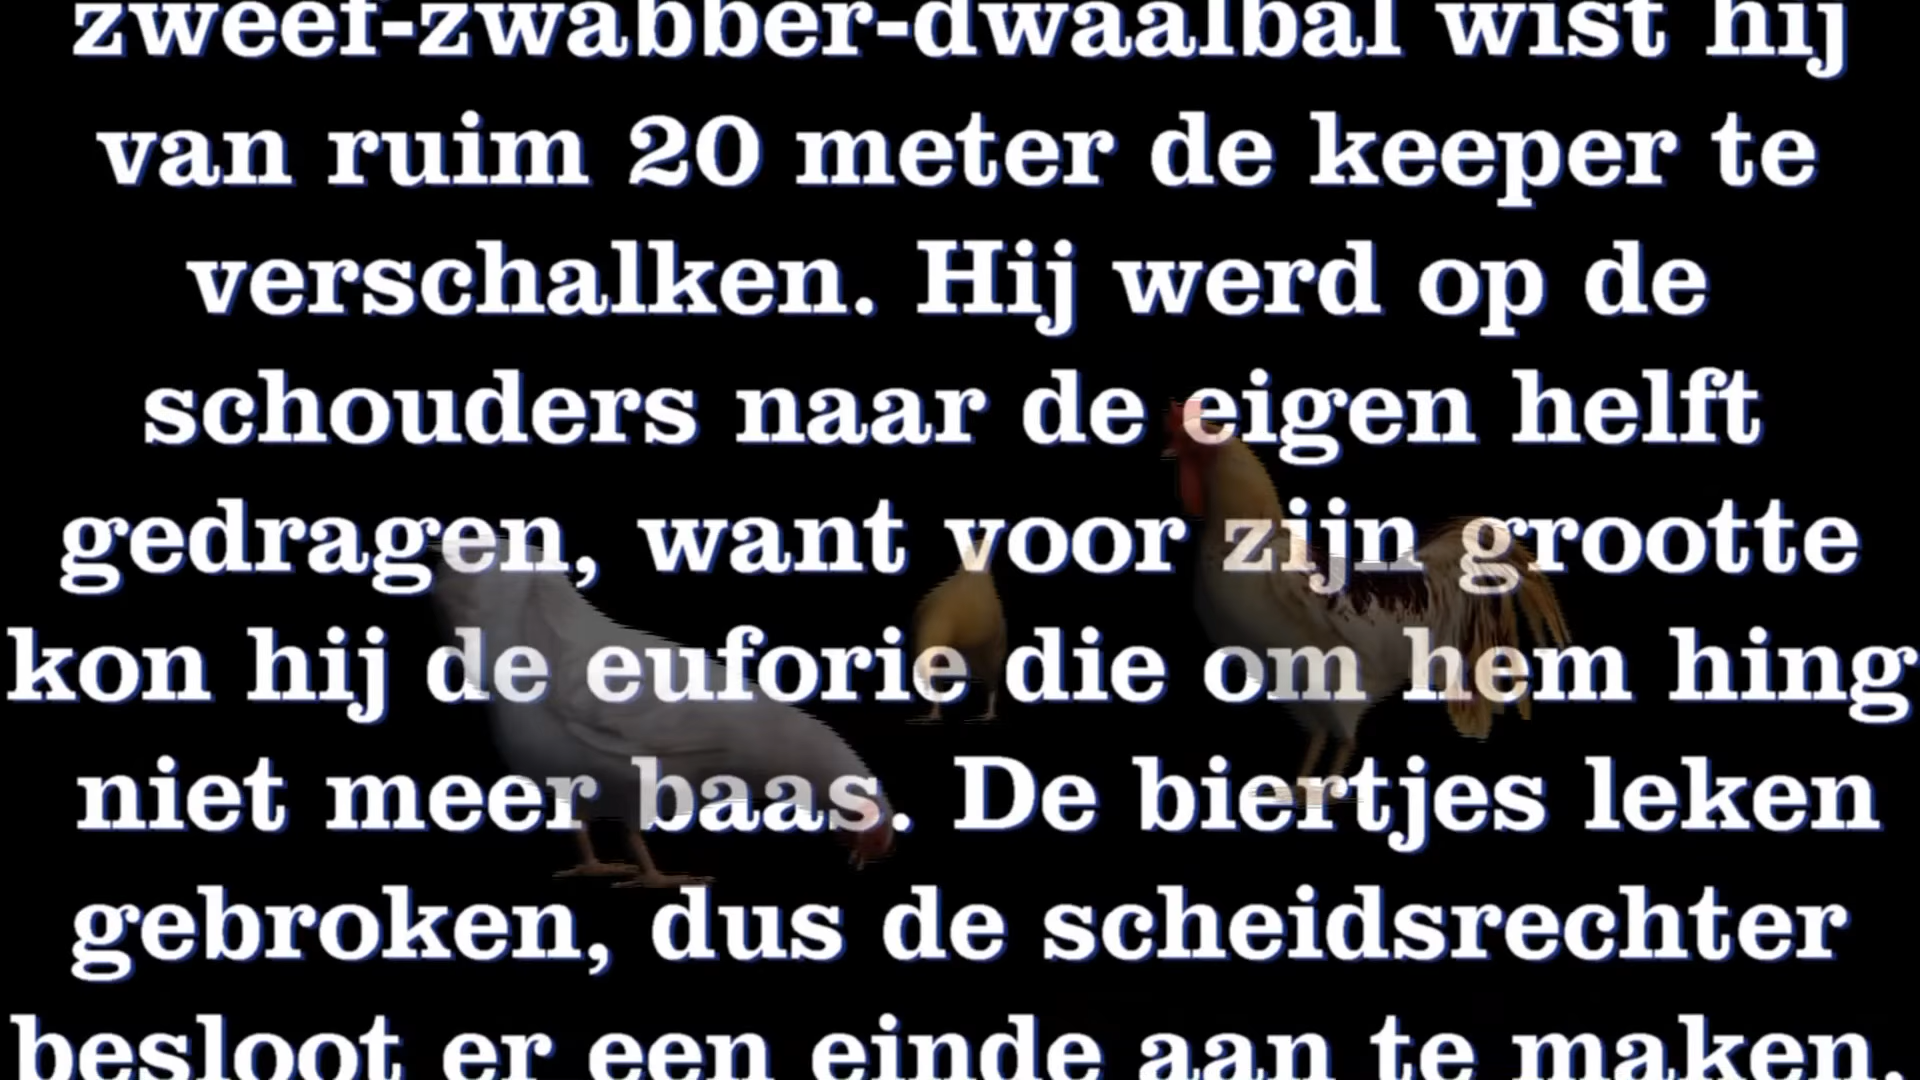 zweef-zwabber-dwaalbal wist hij
van ruim 20 meter de keeper te
verschalken. Hij werd op de
schouders naar de eigen helft
gedragen, want voor zijn grootte
kon hij de euforie die om hem hing
niet meer baas. De biertjes leken
gebroken, dus de scheidsrechter
besloot er een einde aan te maken.